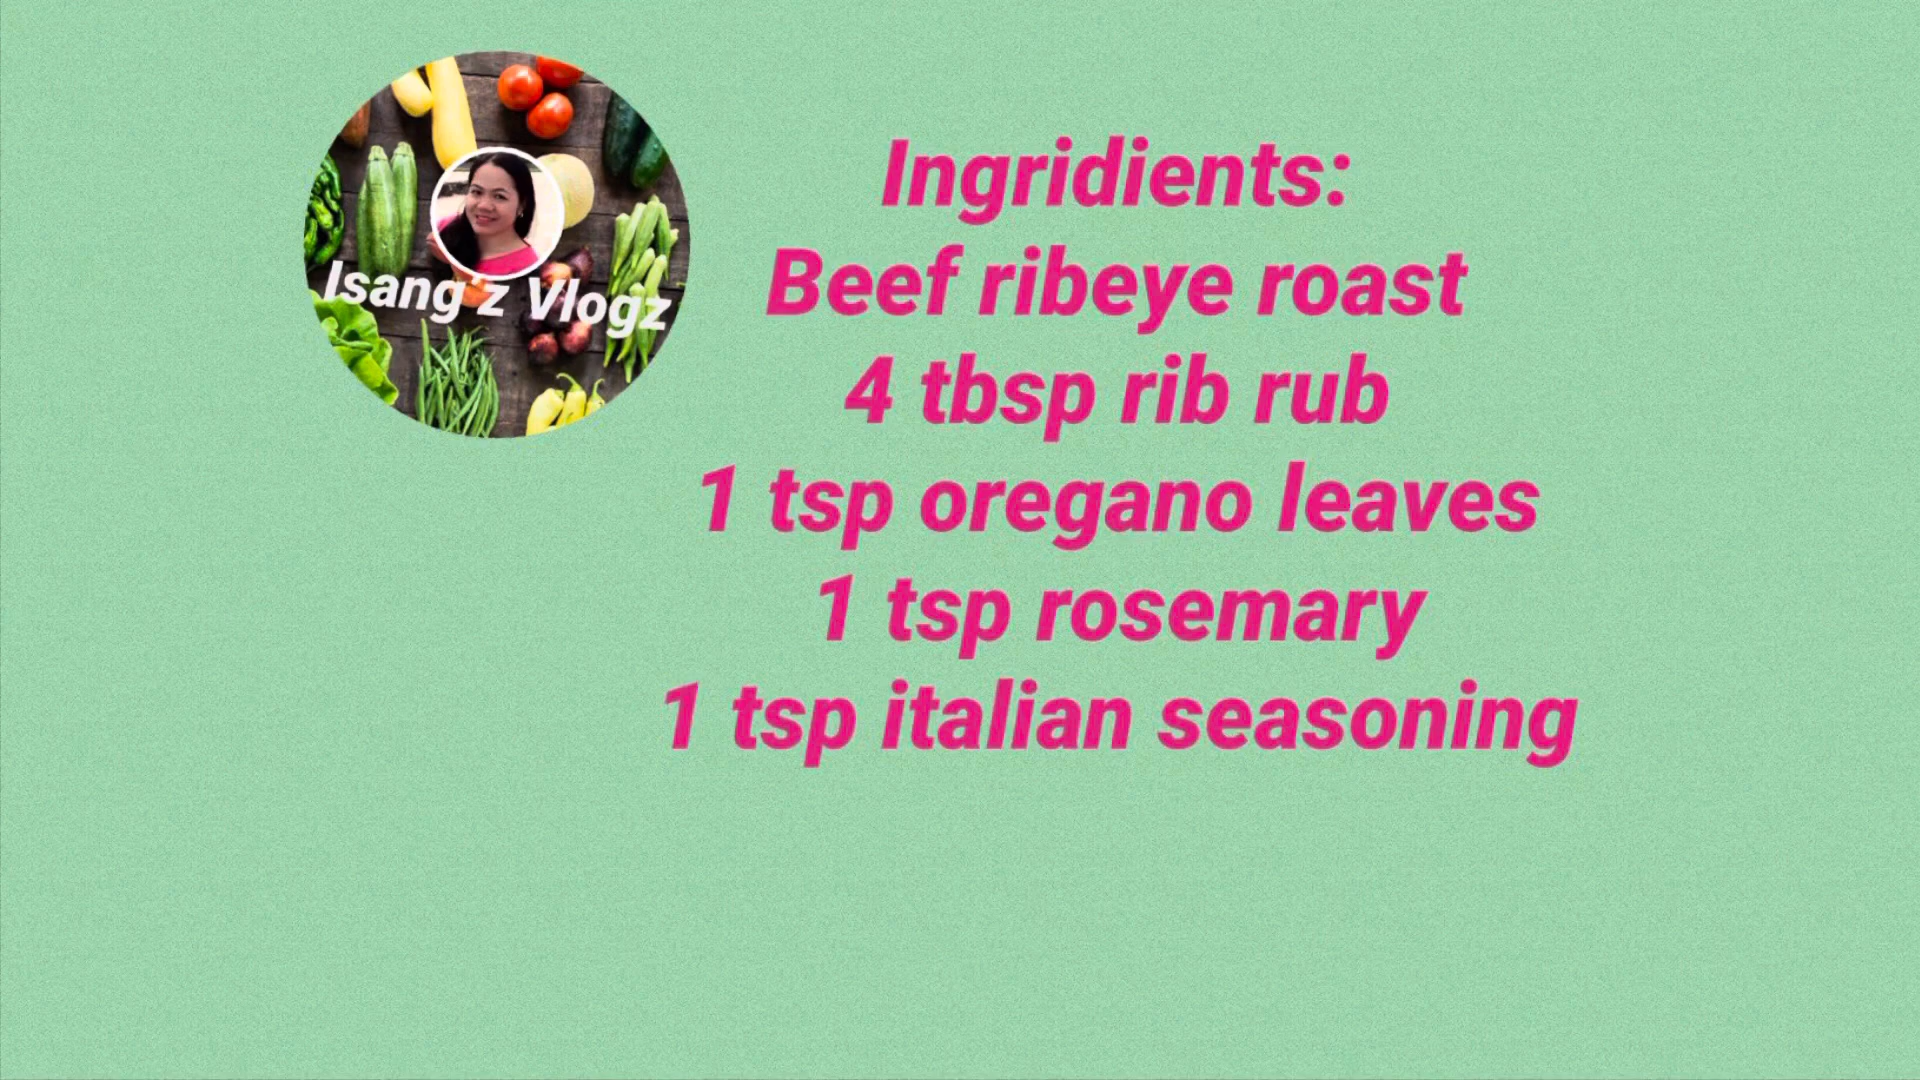 Isang'z Vlogz
Ingridients:
Beef ribeye roast
4 tbsp rib rub
1 tsp oregano leaves
1 tsp rosemary
1 tsp italian seasoning